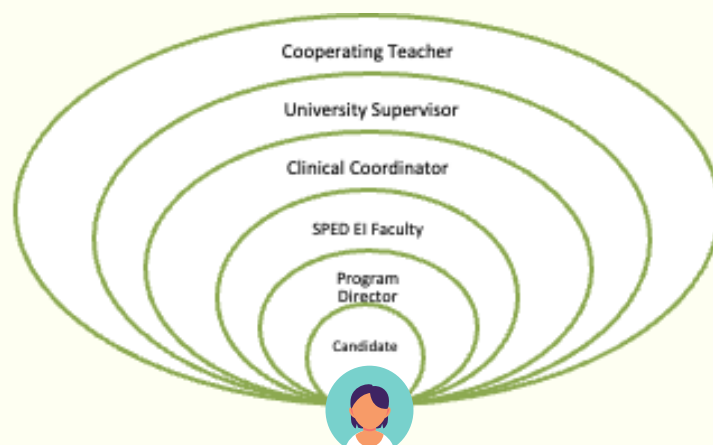 Cooperating Teacher
University Supervisor
Clinical Coordinator
SPED EI Faculty
Program
Director
Candidate